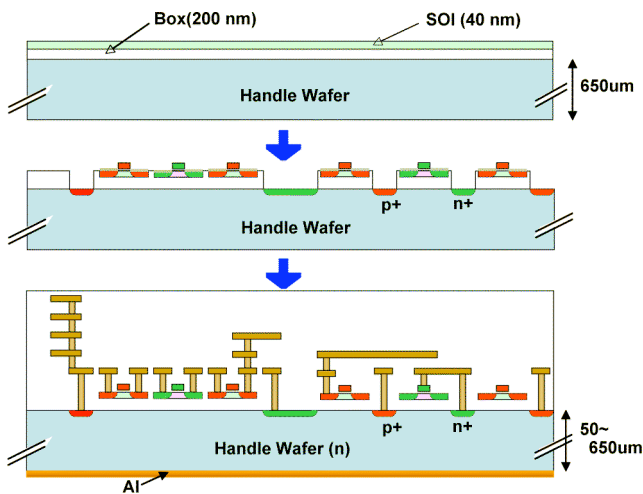 Box(200 nm)
SOI (40 nm)
Handle Wafer
650um
p+
n+
Handle Wafer
p+
n+
Handle Wafer (n)
50~
650um
Al